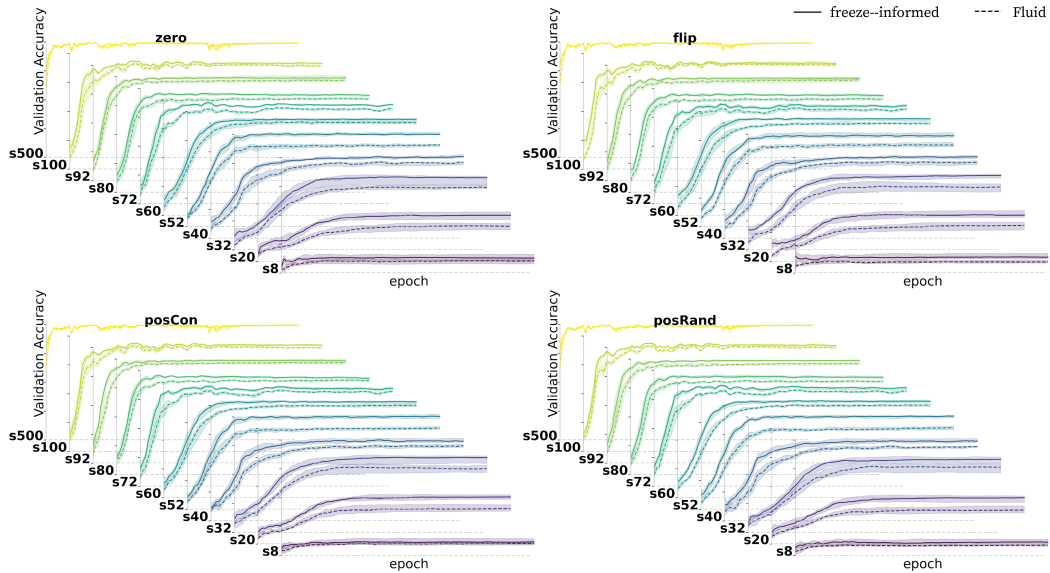 freeze--informed Fluid
zero
Validation Accuracy
s500
s100
s92
s80
s72
s60
s52
s40
s32
s20
s8
epoch
flip
Validation Accuracy
s500
s100
s92
s80
s72
s60
s52
s40
s32
s20
s8
epoch
posCon
Validation Accuracy
s500
s100
s92
s80
s72
s60
s52
s40
s32
s20
s8
epoch
posRand
Validation Accuracy
s500
s100
s92
s80
s72
s60
s52
s40
s32
s20
s8
epoch